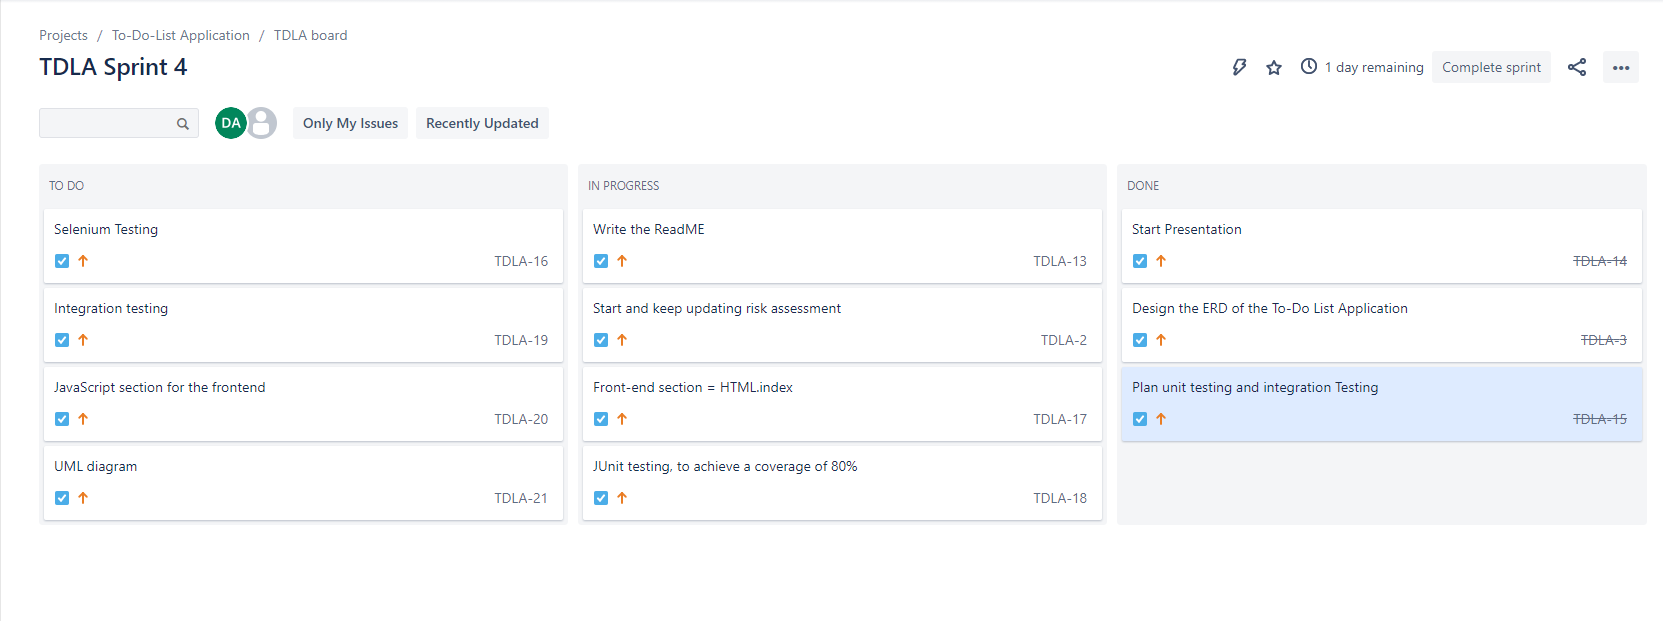 Projects / To-Do-List Application / TDLA board
TDLA Sprint 4
1 day remaining
Complete sprint
DA
Only My Issues
Recently Updated
TO DO
Selenium Testing
TDLA-16
Integration testing
TDLA-19
JavaScript section for the frontend
TDLA-20
UML diagram
TDLA-21
IN PROGRESS
Write the ReadME
TDLA-13
Start and keep updating risk assessment
TDLA-2
Front-end section = HTML.index
TDLA-17
JUnit testing, to achieve a coverage of 80%
TDLA-18
DONE
Start Presentation
TDLA-14
Design the ERD of the To-Do List Application
TDLA-3
Plan unit testing and integration Testing
TDLA-15